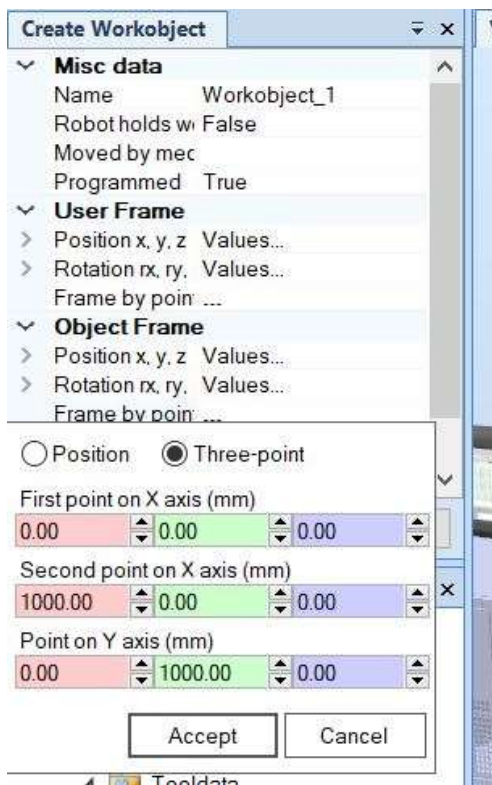 Create Workobject
Misc data
Name Workobject_1
Robot holds w False
Moved by mec
Programmed True
User Frame
Position x, y, z Values...
Rotation rx, ry, Values...
Frame by poin ...
Object Frame
Position x, y, z Values...
Rotation rx, ry, Values...
Frame by poin ...
Position Three-point
First point on X axis (mm)
0.00 0.00 0.00
Second point on X axis (mm)
1000.00 0.00 0.00
Point on Y axis (mm)
0.00 1000.00 0.00
Accept Cancel
Tooldata